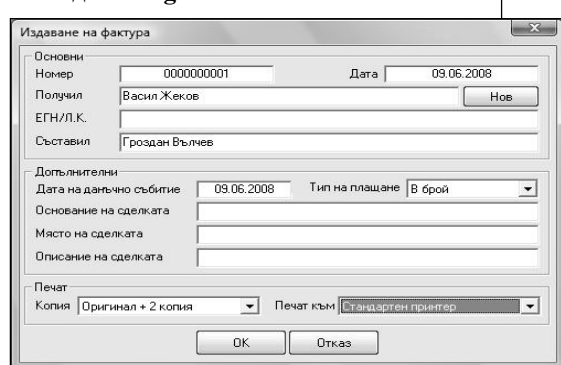 Издаване на фактура
Основни
Номер 0000000001 Дата 09.06.2008
Получил Васил Жеков Нов
ЕГН/Л.К.
Съставил Гроздан Вълчев
Допълнителни
Дата на данъчно събитие 09.06.2008 Тип на плащане В брой
Основание на сделката
Място на сделката
Описание на сделката
Печат
Копия Оригинал + 2 копия Печат към Стандартен принтер
OK Отказ